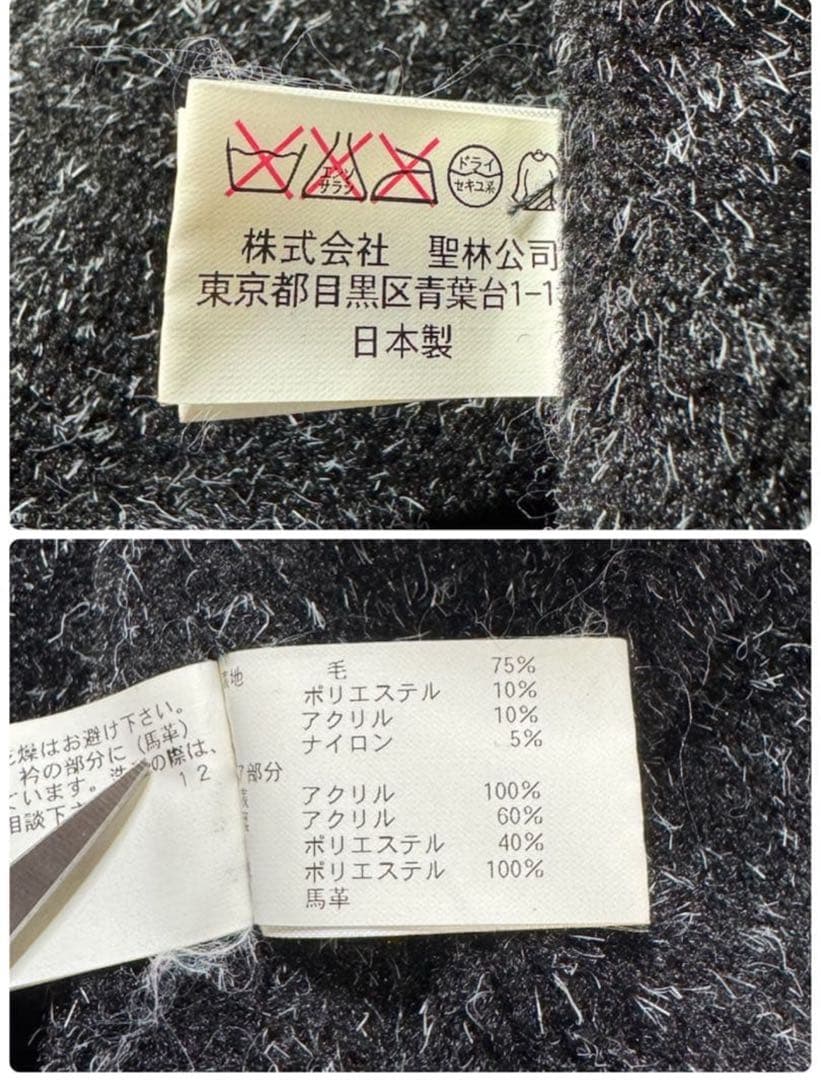 エンソ
サラシ
ドライ
セキユ系
株式会社 聖林公司
東京都目黒区青葉台1-1
日本製
燥はお避け下さい。
衿の部分に(馬革)
います。
の際は、
相談下
12
地 毛 75%
ポリエステル 10%
アクリル 10%
ナイロン 5%
部分
アクリル 100%
アクリル 60%
ポリエステル 40%
ポリエステル 100%
馬革